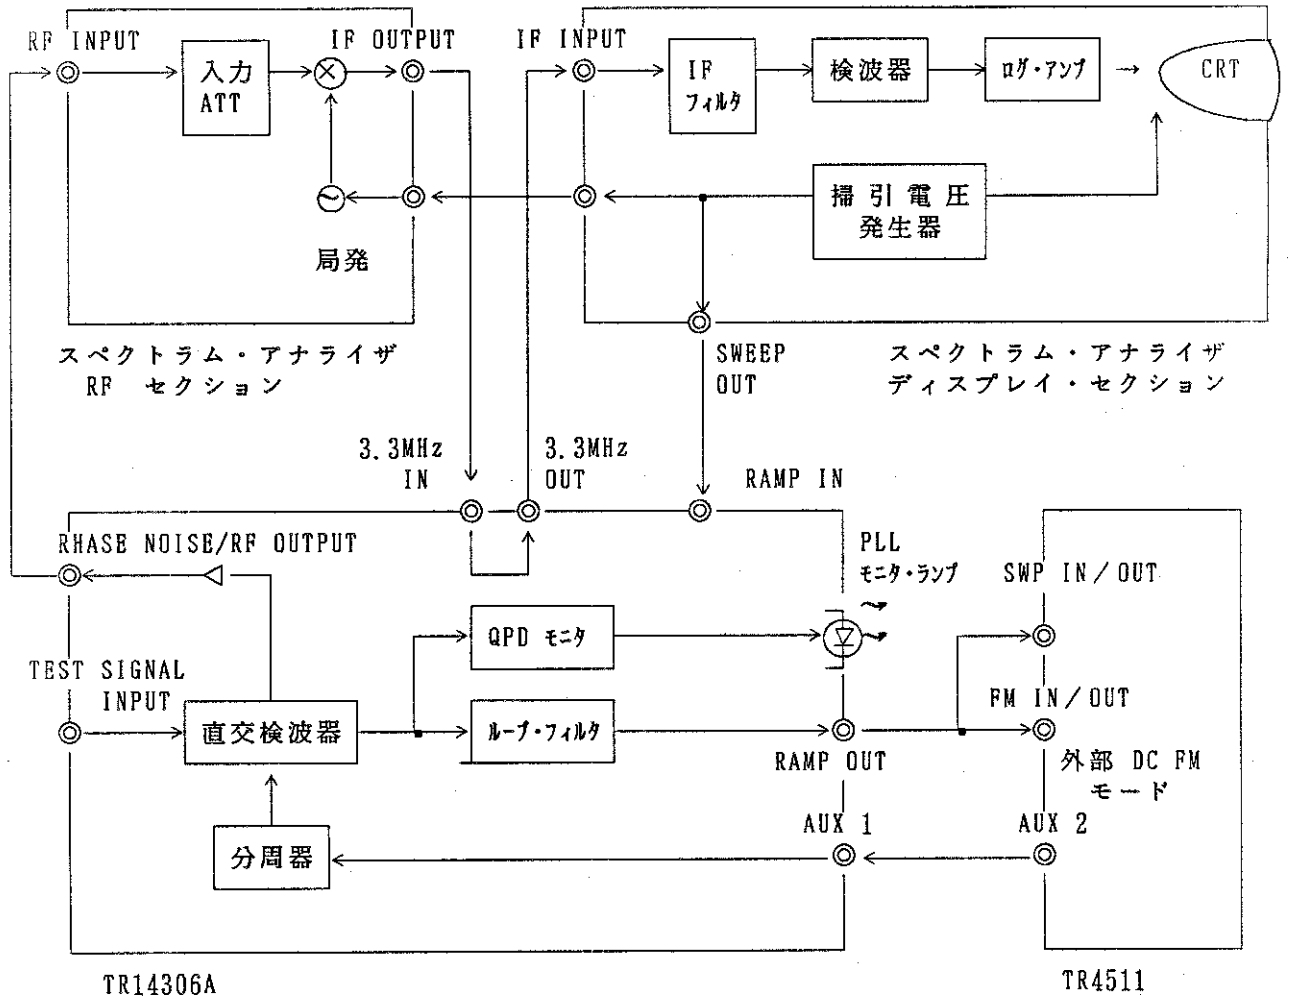 RF INPUT
IF OUTPUT
IF INPUT
入力
ATT
IF
フィルタ
検波器
ログ・アンプ
CRT
局発
掃引電圧
発生器
スペクトラム・アナライザ
RF セクション
SWEEP
OUT
スペクトラム・アナライザ
ディスプレイ・セクション
3.3MHz
IN
3.3MHz
OUT
RAMP IN
RHASE NOISE/RF OUTPUT
PLL
モニタ・ランプ
SWP IN/OUT
QPD モニタ
TEST SIGNAL
INPUT
直交検波器
ループ・フィルタ
RAMP OUT
FM IN/OUT
外部 DC FM
モード
分周器
AUX 1
AUX 2
TR14306A
TR4511